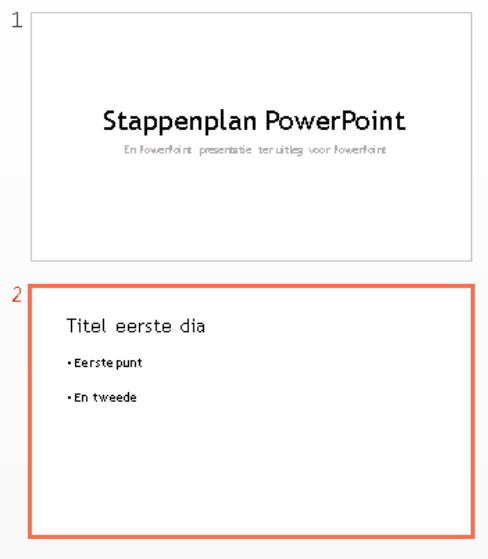 1
Stappenplan PowerPoint
En PowerPoint presentatie ter uitleg voor PowerPoint
2
Titel eerste dia
• Eerste punt
• En tweede